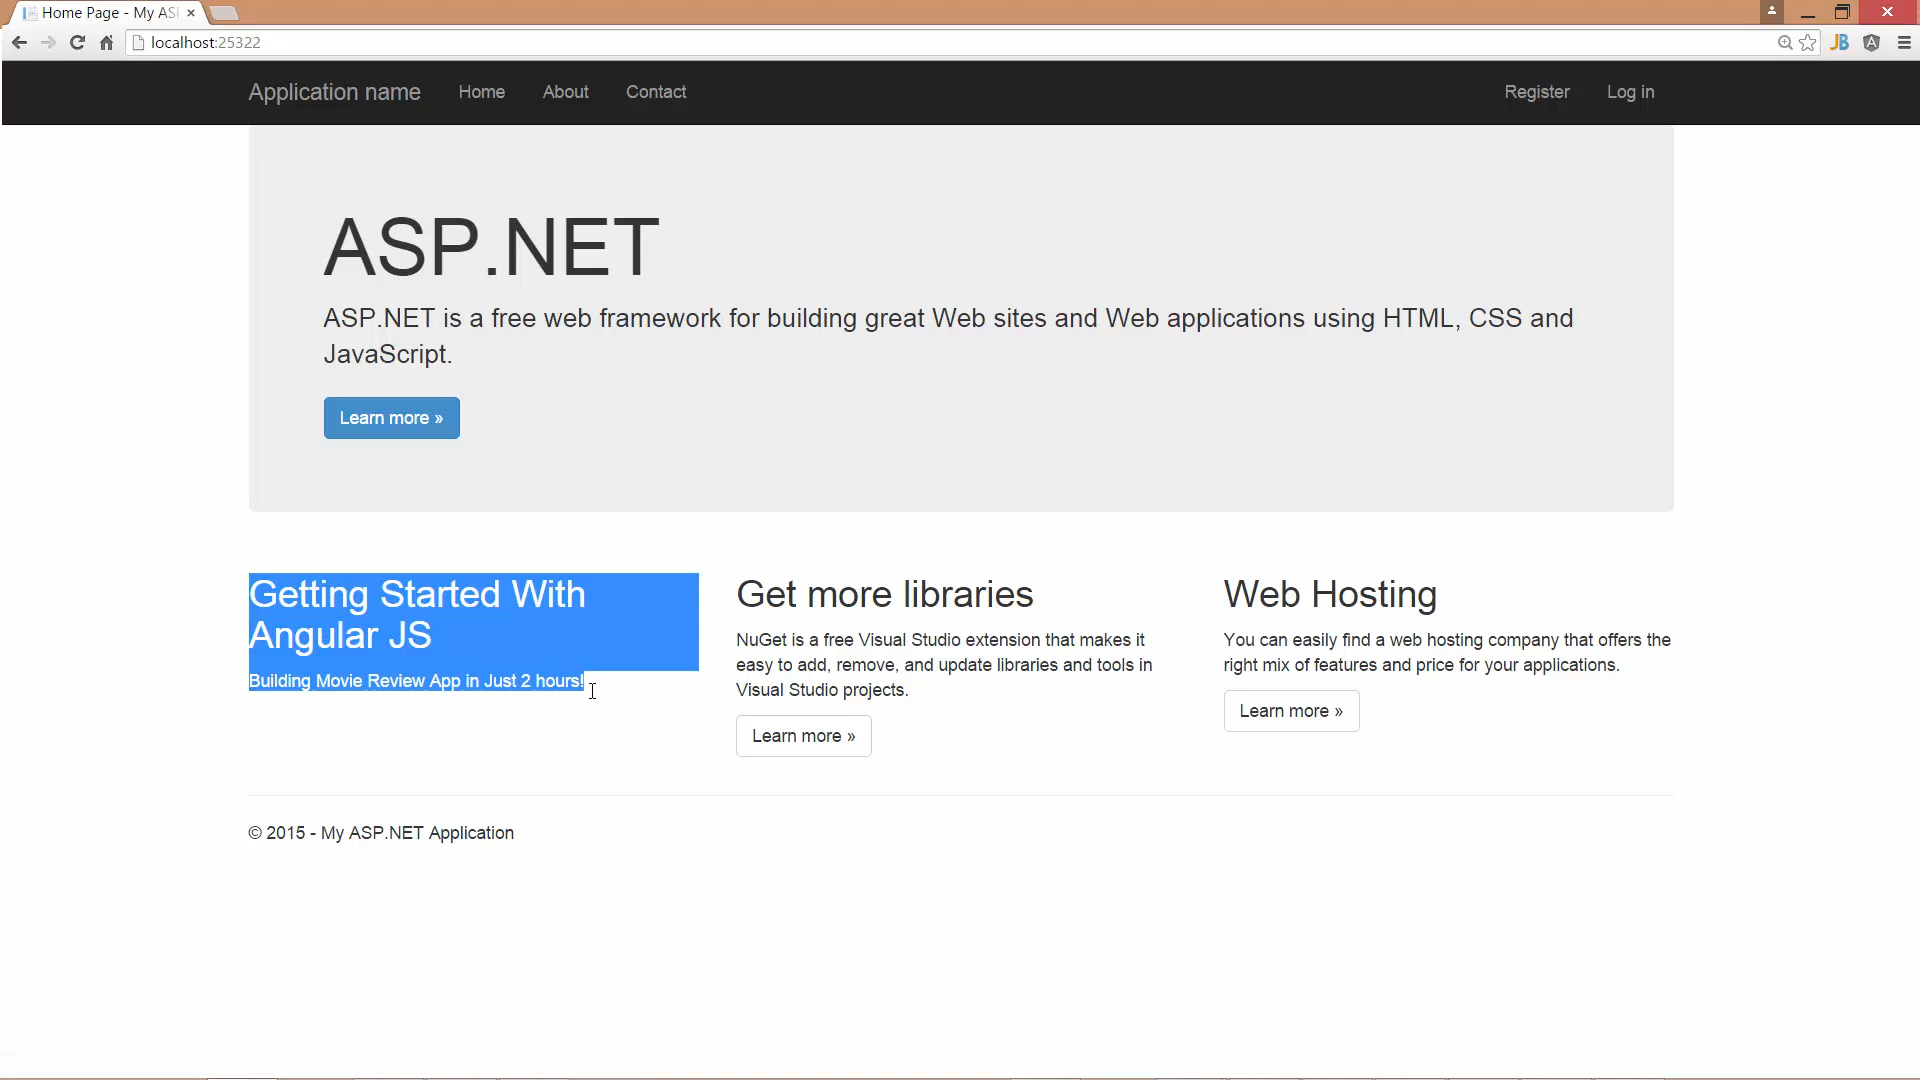 Home Page - My AS
localhost:25322
JB
A
Application name Home About Contact Register Log in
ASP.NET
ASP.NET is a free web framework for building great Web sites and Web applications using HTML, CSS and
JavaScript.
Learn more »
Getting Started With
Angular JS
Building Movie Review App in Just 2 hours!
Get more libraries
NuGet is a free Visual Studio extension that makes it
easy to add, remove, and update libraries and tools in
Visual Studio projects.
Learn more »
Web Hosting
You can easily find a web hosting company that offers the
right mix of features and price for your applications.
Learn more »
© 2015 - My ASP.NET Application